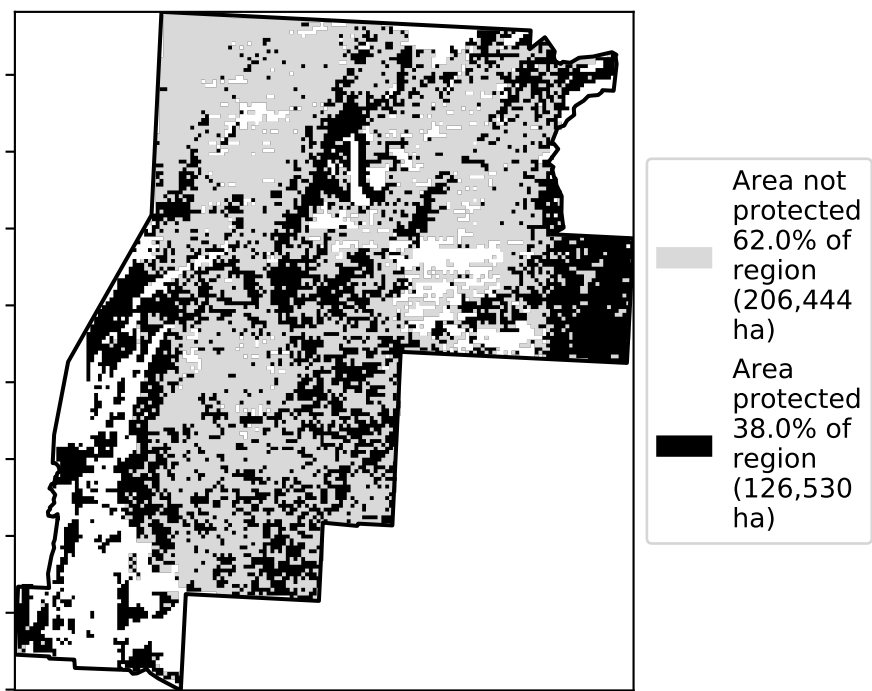 Area not
protected
62.0% of
region
(206,444
ha)
Area
protected
38.0% of
region
(126,530
ha)